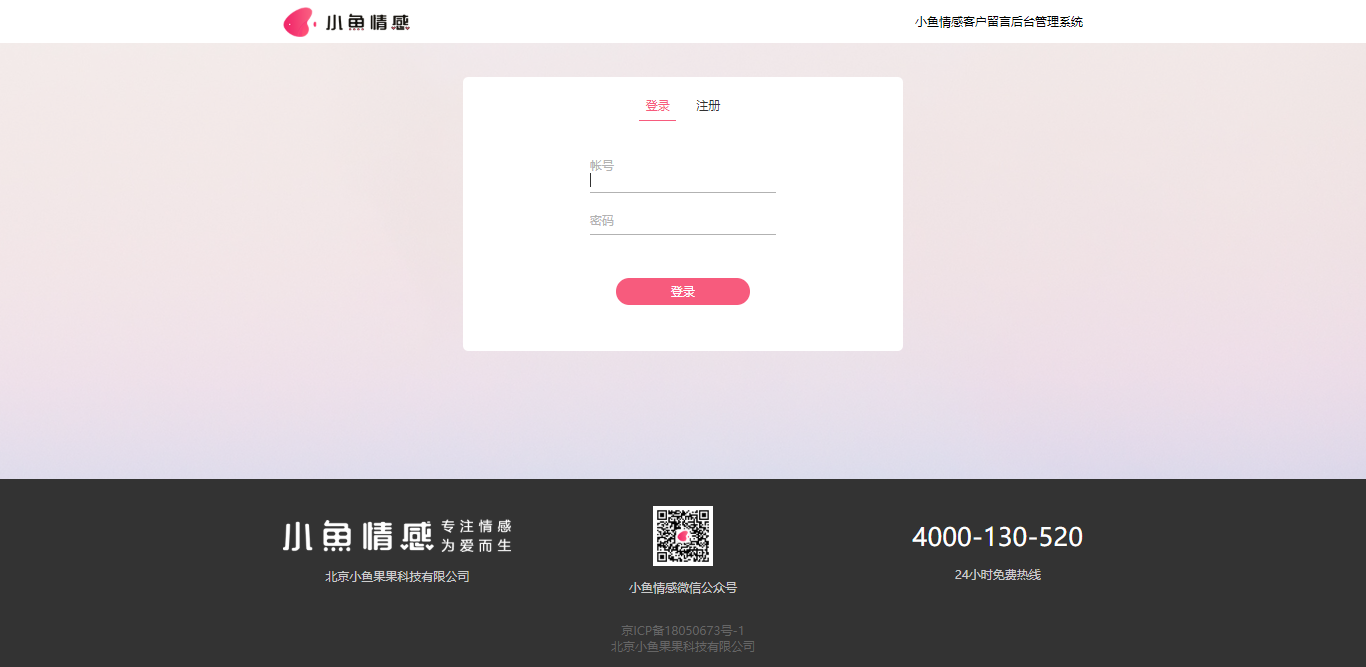 小鱼情感
小鱼情感客户留言后台管理系统
登录 注册
帐号
密码
登录
小鱼情感 专注情感
为爱而生
北京小鱼果果科技有限公司
小鱼情感微信公众号
4000-130-520
24小时免费热线
京ICP备18050673号-1
北京小鱼果果科技有限公司